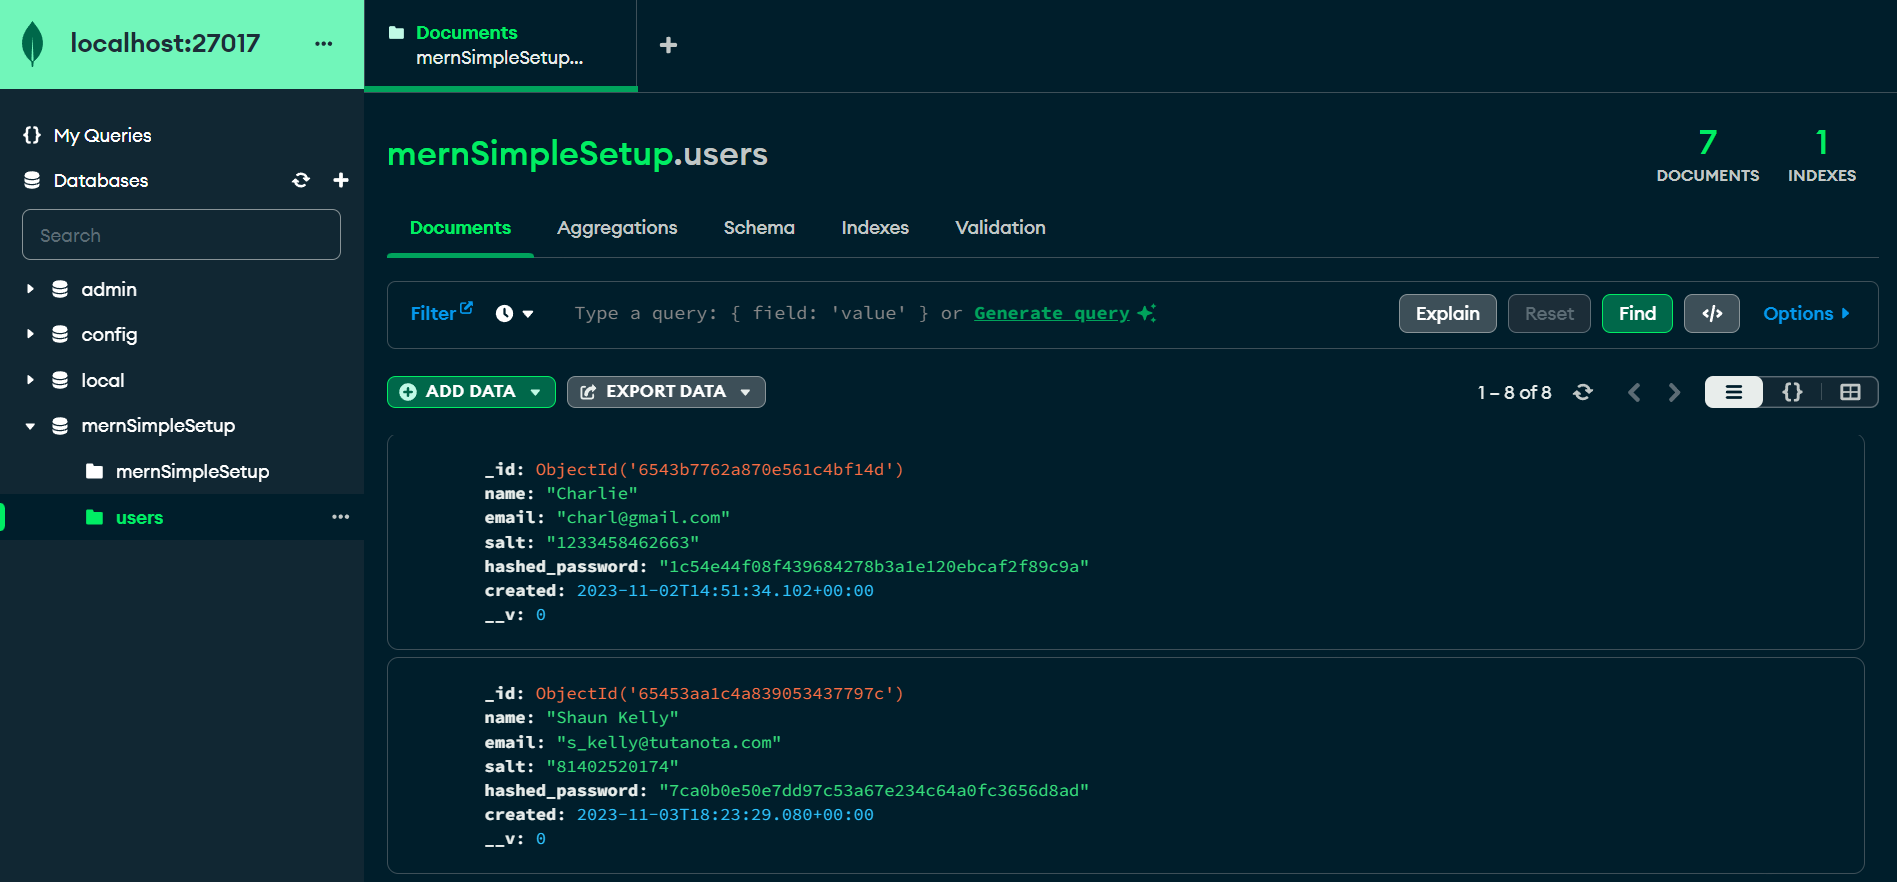 localhost:27017
Documents
mernSimpleSetup...
{} My Queries
Databases
Search
admin
config
local
mernSimpleSetup
mernSimpleSetup
users
mernSimpleSetup.users
7
DOCUMENTS
1
INDEXES
Documents Aggregations Schema Indexes Validation
Filter Type a query: { field: 'value' } or Generate query Explain Reset Find </> Options
ADD DATA EXPORT DATA 1 – 8 of 8 {}
_id: ObjectId('6543b7762a870e561c4bf14d')
name: "Charlie"
email: "charl@gmail.com"
salt: "1233458462663"
hashed_password: "1c54e44f08f439684278b3a1e120ebcaf2f89c9a"
created: 2023-11-02T14:51:34.102+00:00
__v: 0
_id: ObjectId('65453aa1c4a839053437797c')
name: "Shaun Kelly"
email: "s_kelly@tutanota.com"
salt: "81402520174"
hashed_password: "7ca0b0e50e7dd97c53a67e234c64a0fc3656d8ad"
created: 2023-11-03T18:23:29.080+00:00
__v: 0